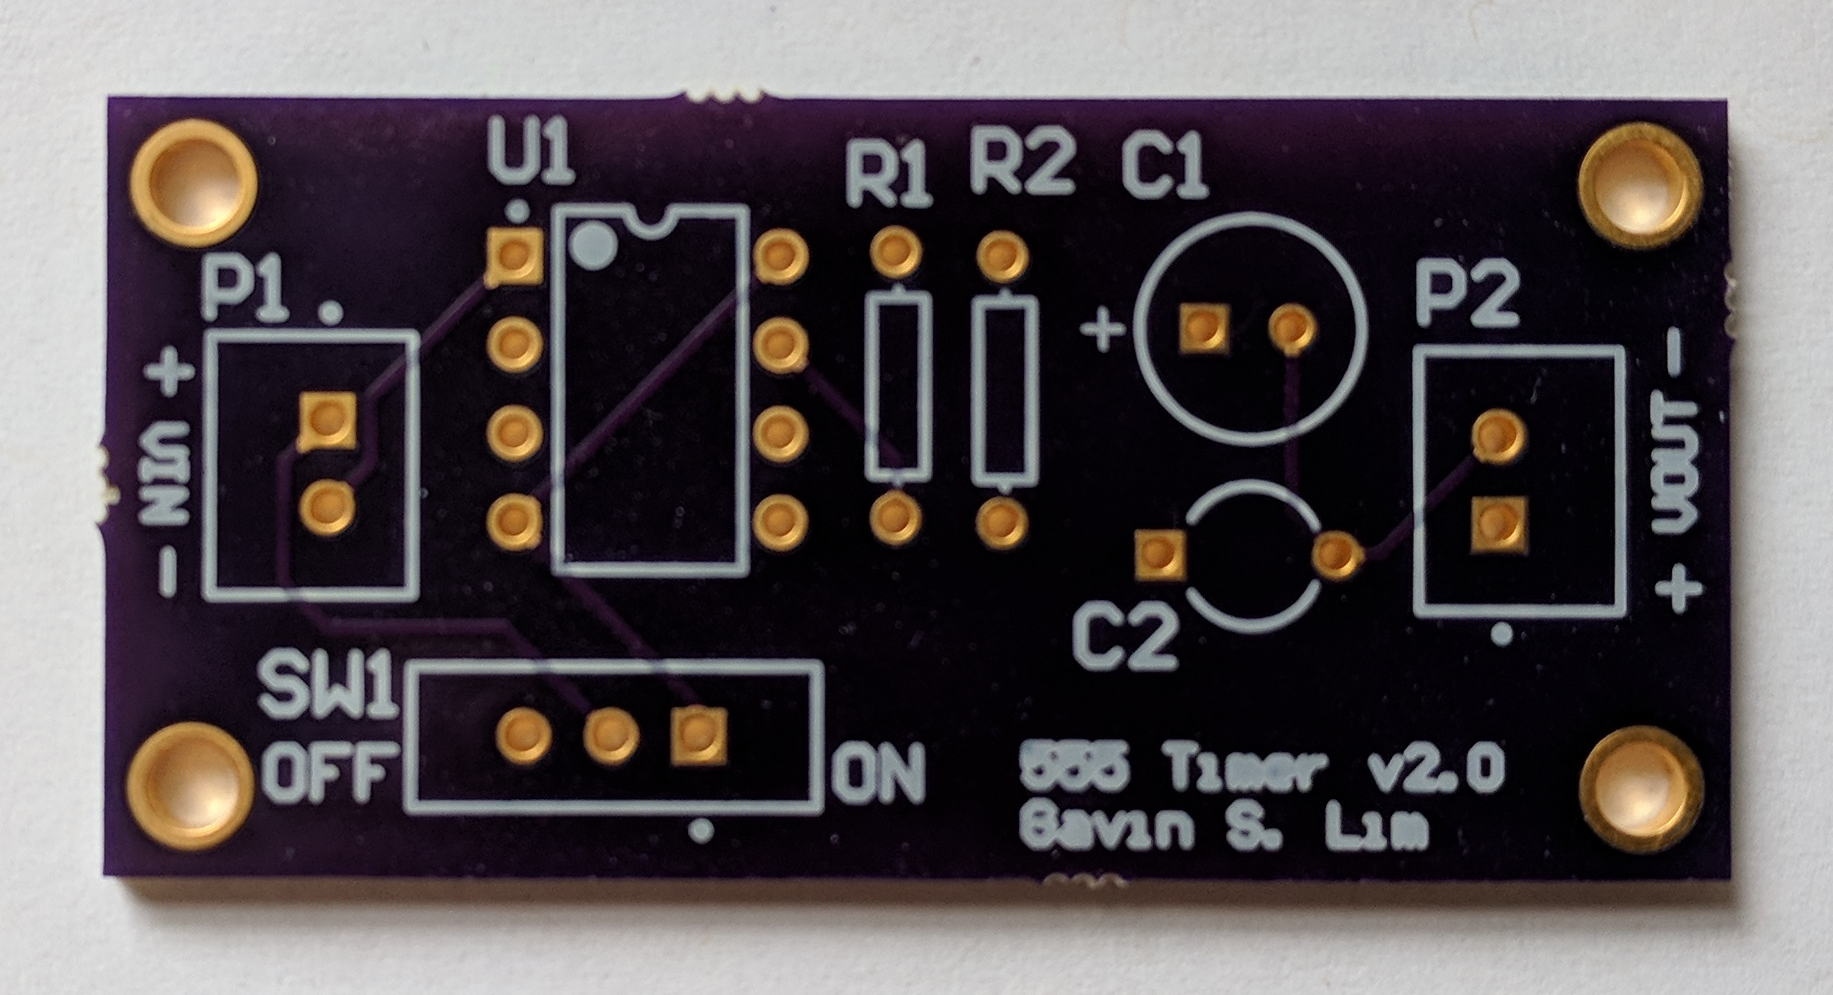 U1
R1
R2
C1
P1
+
VIN
-
+
P2
-
VOUT
+
C2
SW1
OFF
ON
555 Timer v2.0
Gavin S. Lim